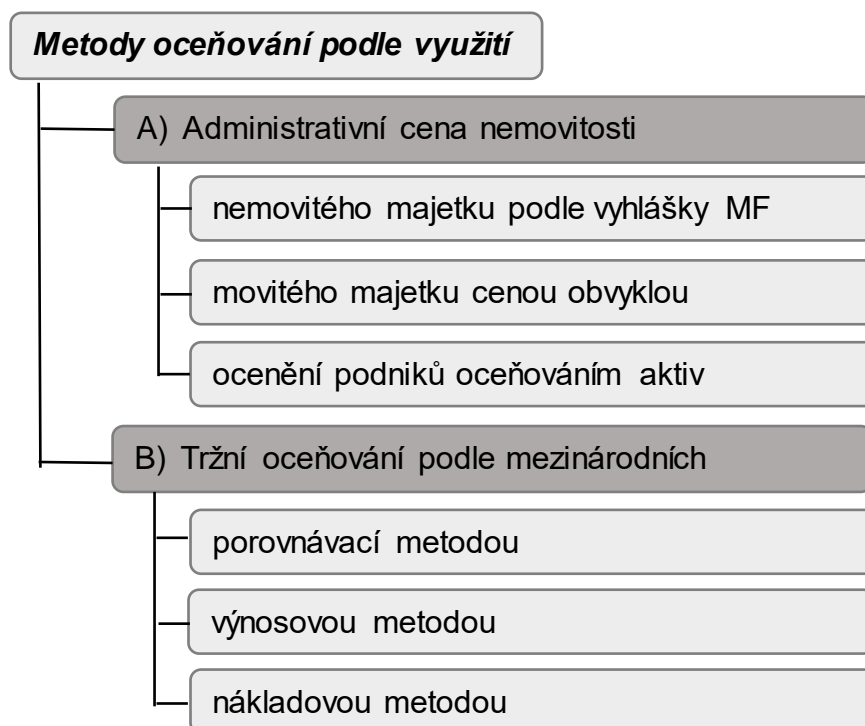 Metody oceňování podle využití
A) Administrativní cena nemovitosti
nemovitého majetku podle vyhlášky MF
movitého majetku cenou obvyklou
ocenění podniků oceňováním aktiv
B) Tržní oceňování podle mezinárodních
porovnávací metodou
výnosovou metodou
nákladovou metodou